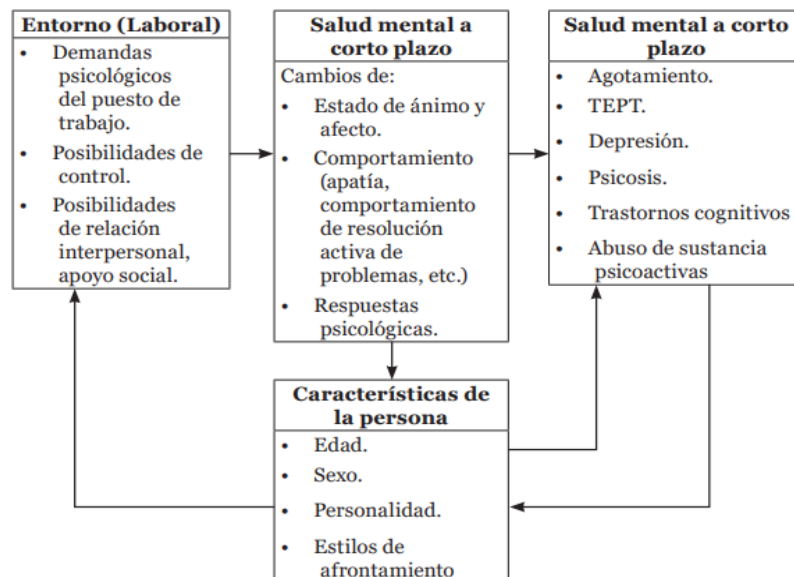 Entorno (Laboral)
• Demandas
psicológicos
del puesto de
trabajo.
• Posibilidades de
control.
• Posibilidades
de relación
interpersonal,
apoyo social.
Salud mental a
corto plazo
Cambios de:
• Estado de ánimo y
afecto.
• Comportamiento
(apatía,
comportamiento
de resolución
activa de
problemas, etc.)
• Respuestas
psicológicas.
Salud mental a corto
plazo
• Agotamiento.
• TEPT.
• Depresión.
• Psicosis.
• Trastornos cognitivos
• Abuso de sustancia
psicoactivas
Características de
la persona
• Edad.
• Sexo.
• Personalidad.
• Estilos de
afrontamiento